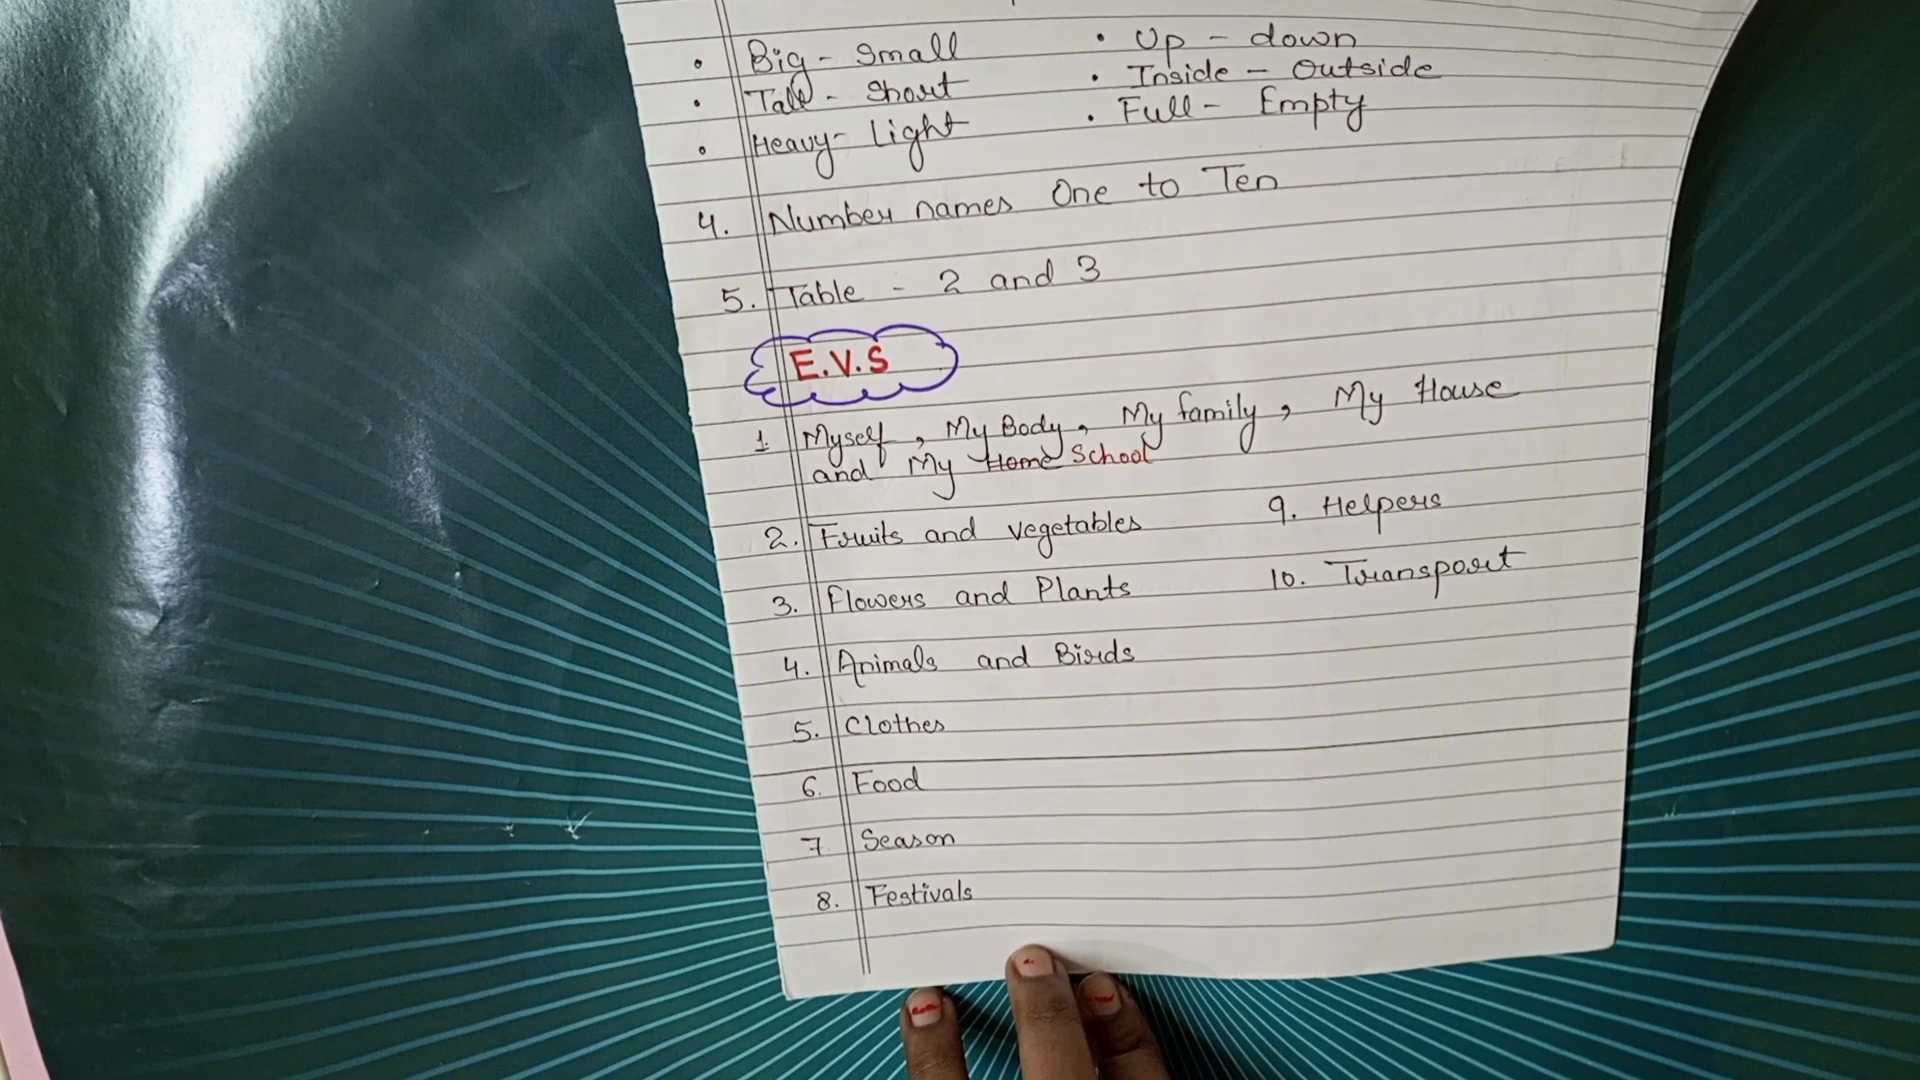 • Big - Small • Up - down
• Tall - Short • Inside - Outside
• Heavy - Light • Full - Empty
4. Number names One to Ten
5. Table - 2 and 3
E.V.S
1. Myself, My Body, My family, My House
and My Home School
2. Fruits and vegetables 9. Helpers
3. Flowers and Plants 10. Transport
4. Animals and Birds
5. Clothes
6. Food
7. Season
8. Festivals